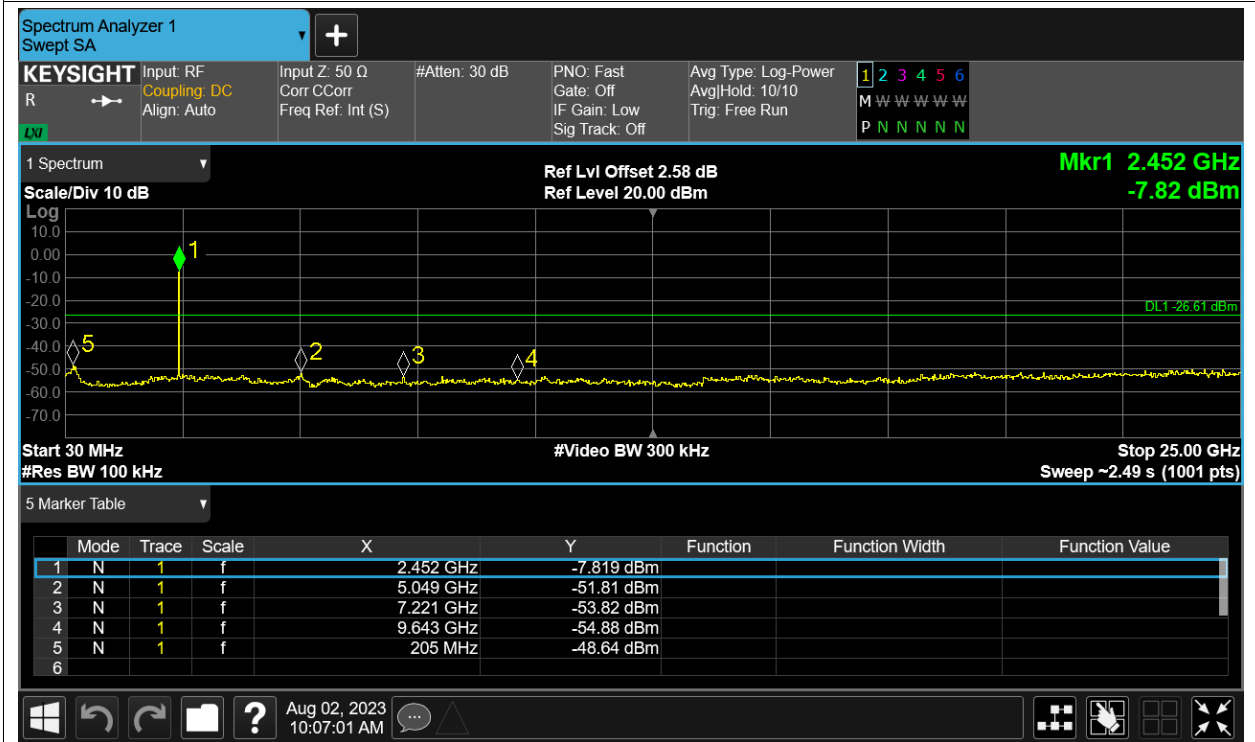 Spectrum Analyzer 1
Swept SA
+
KEYSIGHT
R
LXI
Input: RF
Coupling: DC
Align: Auto
Input Z: 50 Ω
Corr CCorr
Freq Ref: Int (S)
#Atten: 30 dB
PNO: Fast
Gate: Off
IF Gain: Low
Sig Track: Off
Avg Type: Log-Power
Avg|Hold: 10/10
Trig: Free Run
1 2 3 4 5 6
M W W W W W
P N N N N N
1 Spectrum
Ref Lvl Offset 2.58 dB
Mkr1 2.452 GHz
Scale/Div 10 dB
Ref Level 20.00 dBm
-7.82 dBm
Log
10.0
0.00
-10.0
-20.0
-30.0
-40.0
-50.0
-60.0
-70.0
1
DL1 -26.61 dBm
5
2
3
4
Start 30 MHz
#Video BW 300 kHz
Stop 25.00 GHz
#Res BW 100 kHz
Sweep ~2.49 s (1001 pts)
5 Marker Table
Mode Trace Scale X Y Function Function Width Function Value
1 N 1 f 2.452 GHz -7.819 dBm
2 N 1 f 5.049 GHz -51.81 dBm
3 N 1 f 7.221 GHz -53.82 dBm
4 N 1 f 9.643 GHz -54.88 dBm
5 N 1 f 205 MHz -48.64 dBm
6
?
Aug 02, 2023
10:07:01 AM